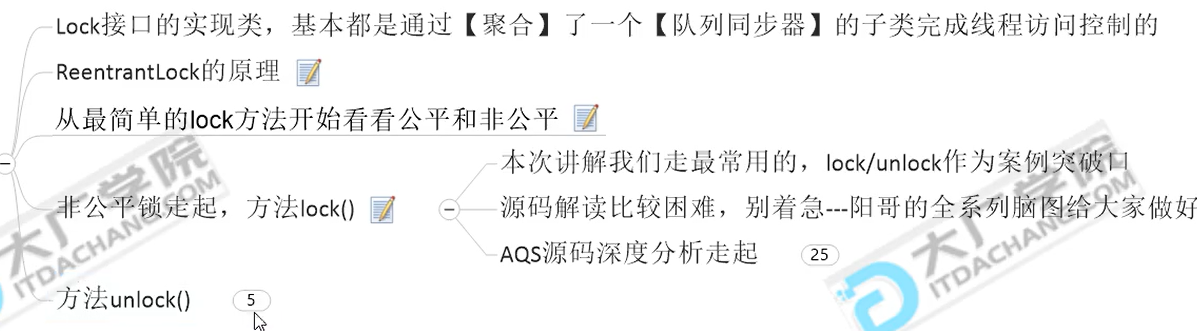 Lock接口的实现类，基本都是通过【聚合】了一个【队列同步器】的子类完成线程访问控制的
ReentrantLock的原理
从最简单的lock方法开始看看公平和非公平
本次讲解我们走最常用的，lock/unlock作为案例突破口
非公平锁走起，方法lock()
源码解读比较困难，别着急---阳哥的全系列脑图给大家做好
AQS源码深度分析走起 25
方法unlock() 5
大厂学院
ITDACHANG.COM
大厂学院
ITDACHANG.COM